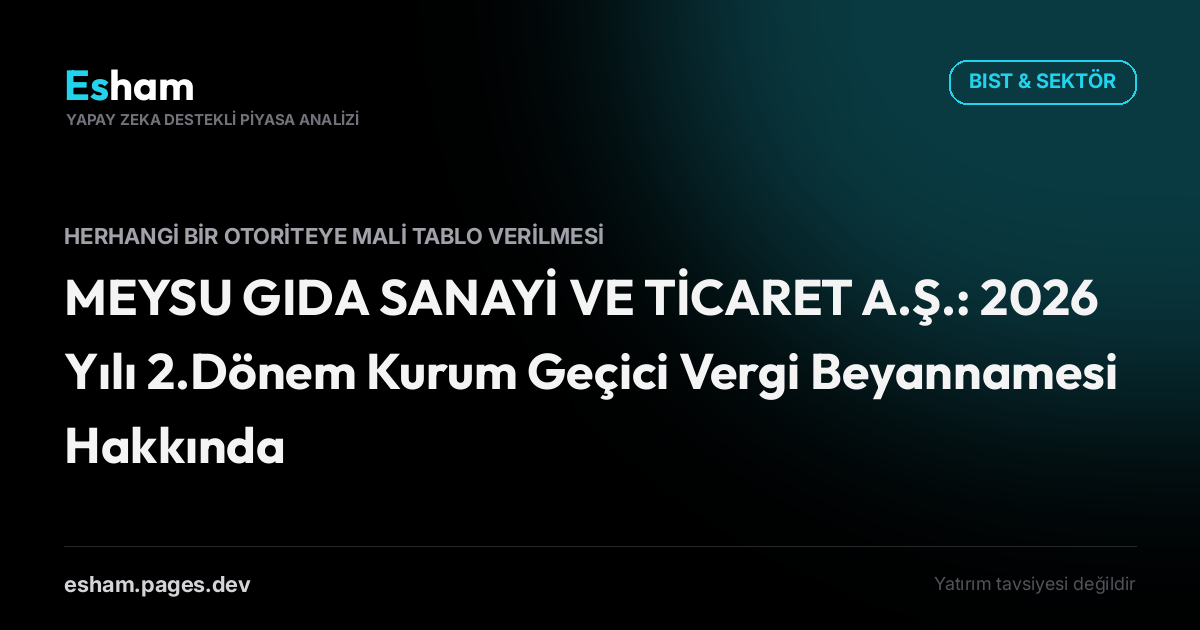 Esham
YAPAY ZEKA DESTEKLİ PİYASA ANALİZİ
BIST & SEKTÖR
HERHANGİ BİR OTORİTEYE MALİ TABLO VERİLMESİ
MEYSU GIDA SANAYİ VE TİCARET A.Ş.: 2026
Yılı 2.Dönem Kurum Geçici Vergi Beyannamesi
Hakkında
esham.pages.dev
Yatırım tavsiyesi değildir